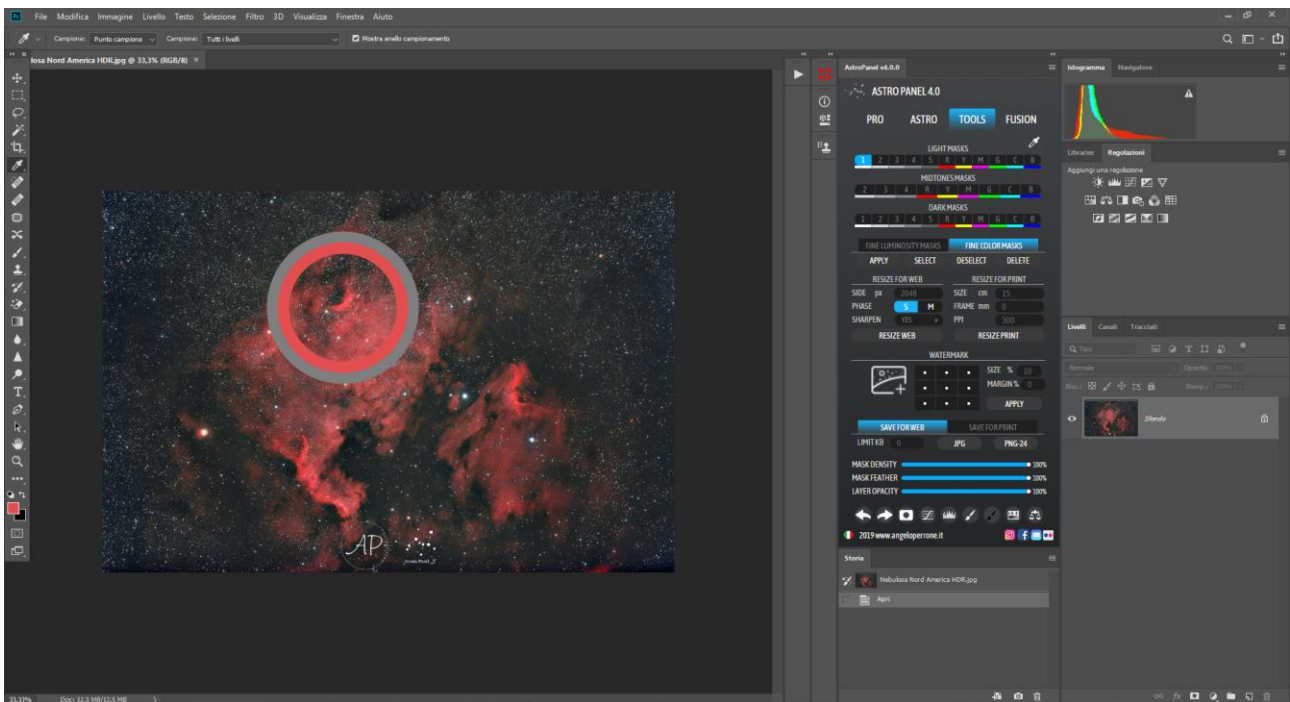 Ps File Modifica Immagine Livello Testo Selezione Filtro 3D Visualizza Finestra Aiuto
Campione: Punto campione Campione: Tutti i livelli Mostra anello campionamento
losa Nord America HDR.jpg @ 33,3% (RGB/8) ×
AP
33,33% Doc: 12,5 MB/12,5 MB
AstroPanel v4.0.0
ASTRO PANEL 4.0
PRO ASTRO TOOLS FUSION
LIGHT MASKS
1 2 3 4 5 R Y M G C B
MIDTONES MASKS
2 3 4 R Y M G C B
DARK MASKS
1 2 3 4 5 R Y M G C B
FINE LUMINOSITY MASKS FINE COLOR MASKS
APPLY SELECT DESELECT DELETE
RESIZE FOR WEB RESIZE FOR PRINT
SIDE px 2048 SIZE cm 15
PHASE S M FRAME mm 0
SHARPEN YES PPI 300
RESIZE WEB RESIZE PRINT
WATERMARK
SIZE % 10
MARGIN % 0
APPLY
SAVE FOR WEB SAVE FOR PRINT
LIMIT KB 0 JPG PNG-24
MASK DENSITY 100%
MASK FEATHER 100%
LAYER OPACITY 100%
2019 www.angeloperrone.it
Storia
Nebulosa Nord America HDR.jpg
Apri
Istogramma Navigatore
Libraries Regolazioni
Aggiungi una regolazione
Livelli Canali Tracciati
Tipo
Normale Opacità: 100%
Bloc.: Riemp.: 100%
Sfondo